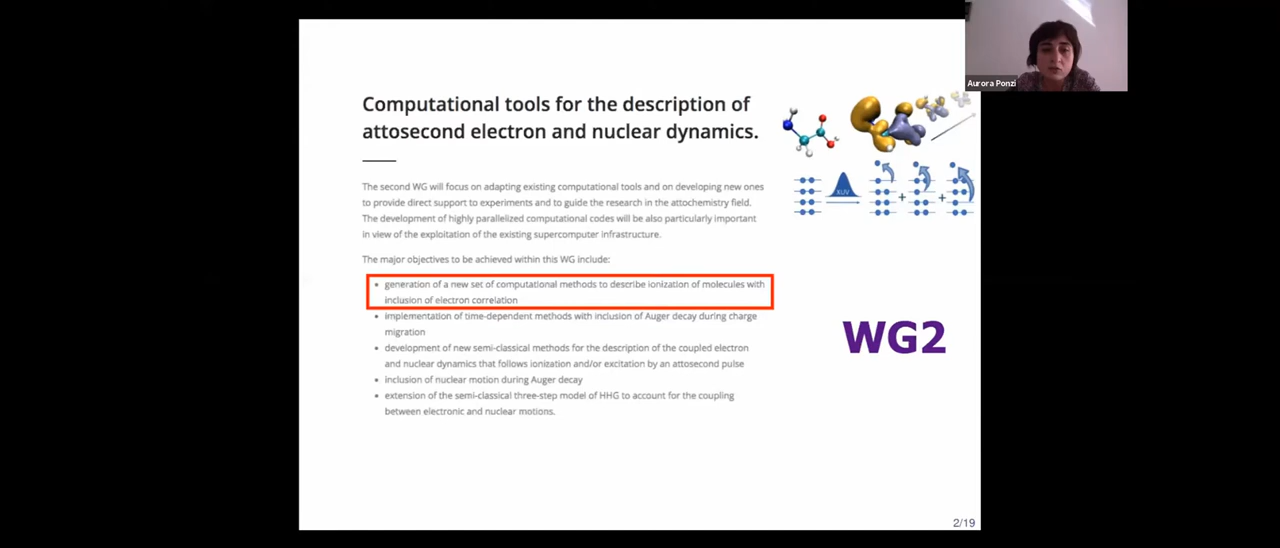 Aurora Ponzi
Computational tools for the description of
attosecond electron and nuclear dynamics.
The second WG will focus on adapting existing computational tools and on developing new ones
to provide direct support to experiments and to guide the research in the attochemistry field.
The development of highly parallelized computational codes will be also particularly important
in view of the exploitation of the existing supercomputer infrastructure.
The major objectives to be achieved within this WG include:
• generation of a new set of computational methods to describe ionization of molecules with
inclusion of electron correlation
• implementation of time-dependent methods with inclusion of Auger decay during charge
migration
• development of new semi-classical methods for the description of the coupled electron
and nuclear dynamics that follows ionization and/or excitation by an attosecond pulse
• inclusion of nuclear motion during Auger decay
• extension of the semi-classical three-step model of HHG to account for the coupling
between electronic and nuclear motions.
XUV
+
+
WG2
2/19